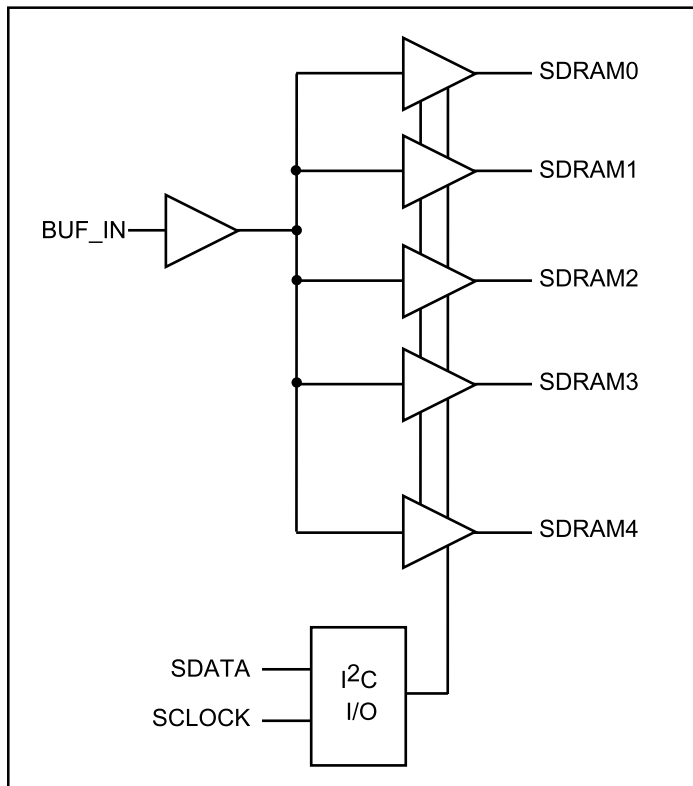 SDRAM0
SDRAM1
BUF_IN
SDRAM2
SDRAM3
SDRAM4
SDATA
SCLOCK
I²C
I/O